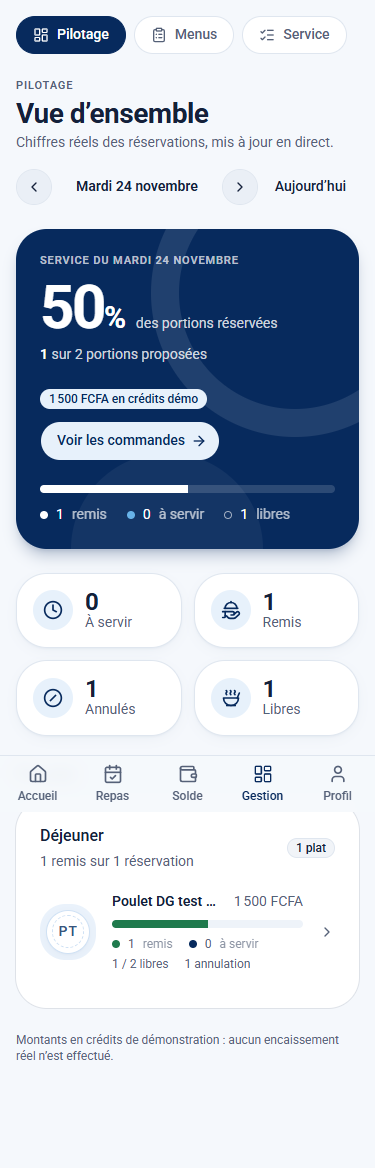 Pilotage Menus Service
PILOTAGE
Vue d’ensemble
Chiffres réels des réservations, mis à jour en direct.
Mardi 24 novembre Aujourd’hui
SERVICE DU MARDI 24 NOVEMBRE
50% des portions réservées
1 sur 2 portions proposées
1 500 FCFA en crédits démo
Voir les commandes →
1 remis 0 à servir 1 libres
0
À servir
1
Remis
1
Annulés
1
Libres
Accueil Repas Solde Gestion Profil
Déjeuner
1 remis sur 1 réservation
1 plat
Poulet DG test ... 1 500 FCFA
PT
1 remis 0 à servir
1 / 2 libres 1 annulation
Montants en crédits de démonstration : aucun encaissement
réel n’est effectué.